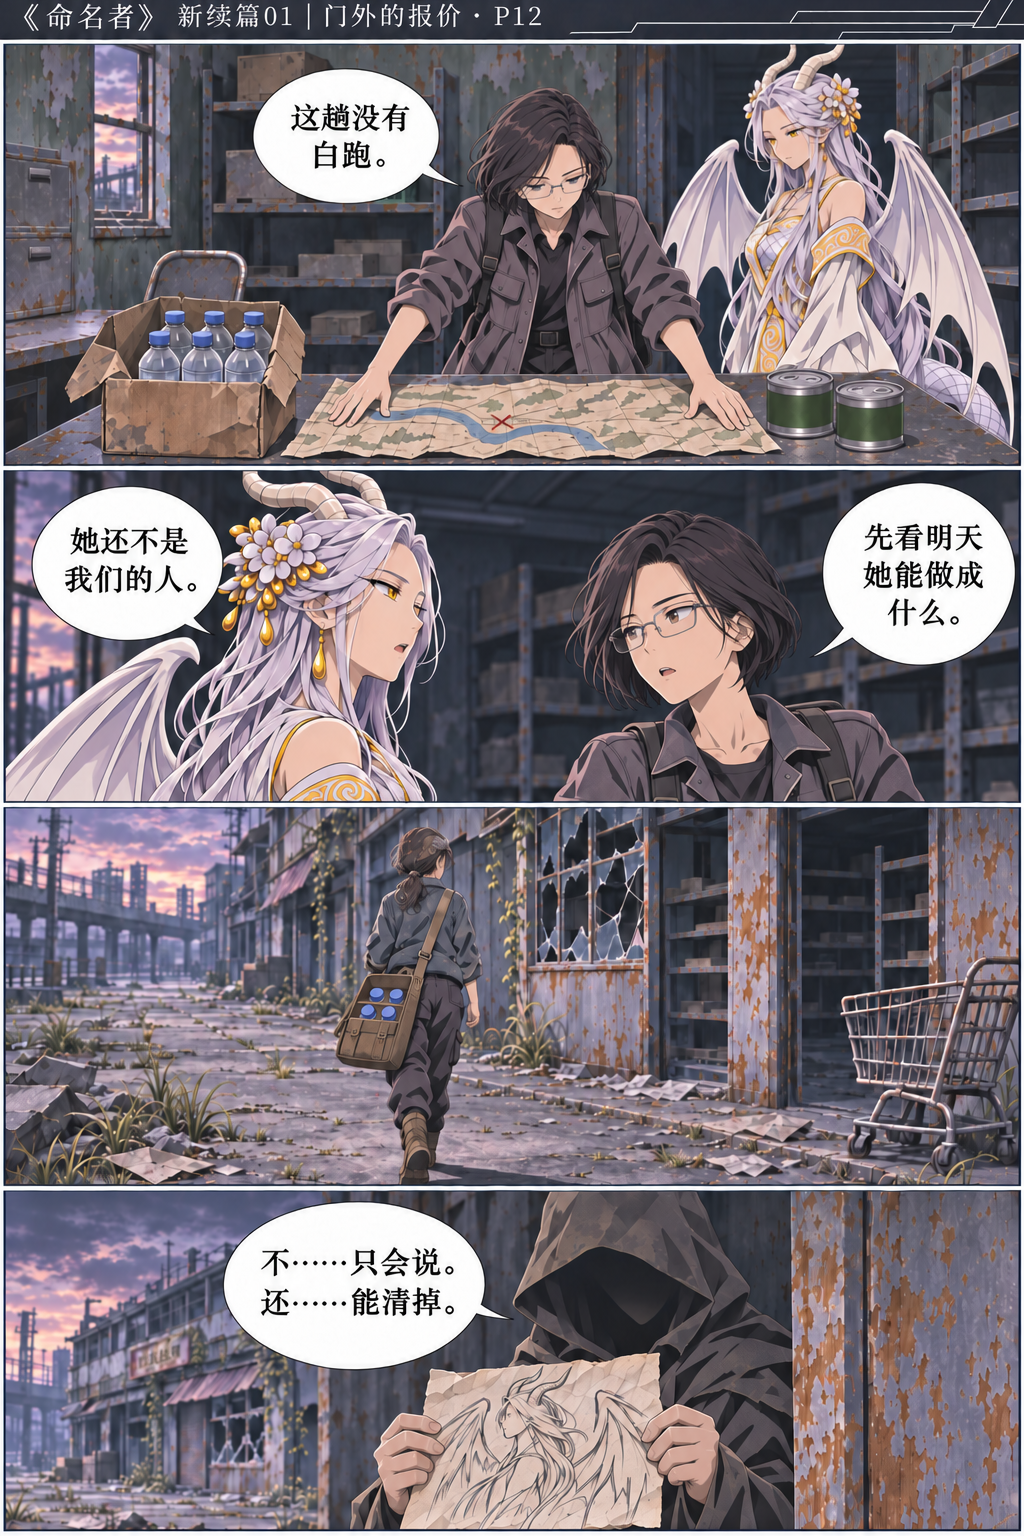 《命名者》 新续篇01｜门外的报价·P12
这趟没有
白跑。
她还不是
我们的人。
先看明天
她能做成
什么。
不……只会说。
还……能清掉。